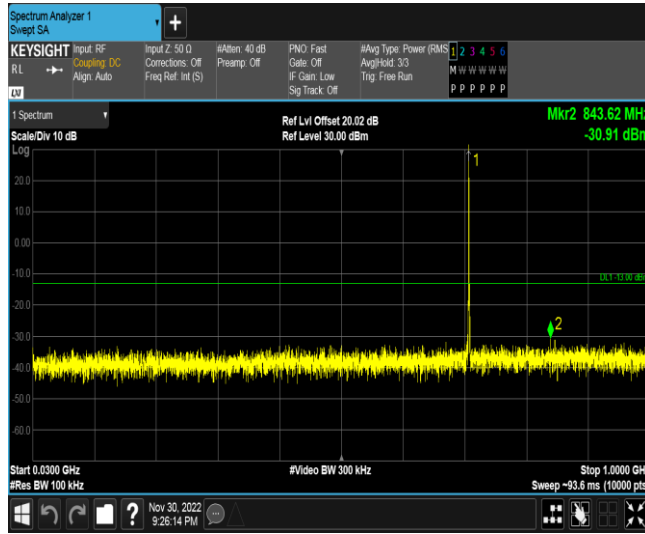 Spectrum Analyzer 1
Swept SA
+
KEYSIGHT
RL
Input: RF
Coupling: DC
Align: Auto
Input Z: 50 Ω
Corrections: Off
Freq Ref: Int (S)
#Atten: 40 dB
Preamp: Off
PNO: Fast
Gate: Off
IF Gain: Low
Sig Track: Off
#Avg Type: Power (RMS
Avg|Hold: 3/3
Trig: Free Run
1 2 3 4 5 6
M W W W W W
P P P P P P
LXI
1 Spectrum
Scale/Div 10 dB
Log
Ref Lvl Offset 20.02 dB
Ref Level 30.00 dBm
Mkr2 843.62 MHz
-30.91 dBm
1
20.0
10.0
0.00
-10.0
DL1 -13.00 dBm
-20.0
2
-30.0
-40.0
-50.0
-60.0
Start 0.0300 GHz
#Res BW 100 kHz
#Video BW 300 kHz
Stop 1.0000 GH
Sweep ~93.6 ms (10000 pts
?
Nov 30, 2022
9:26:14 PM